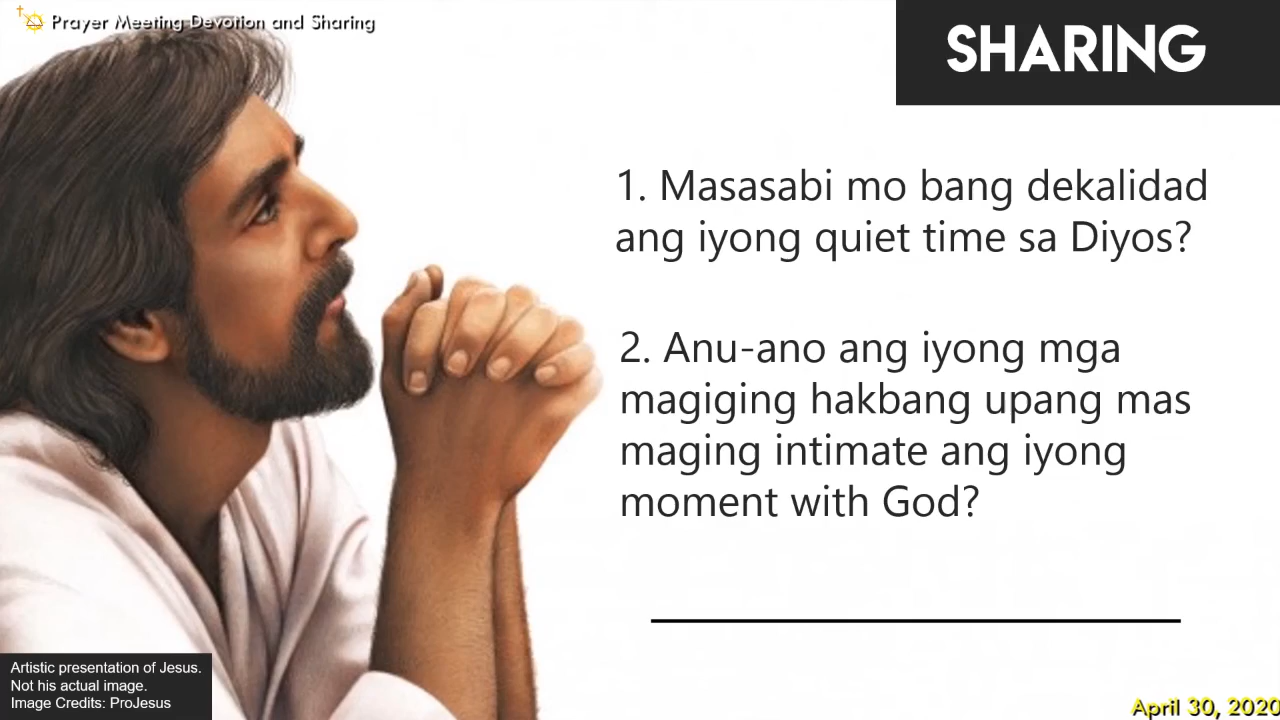 Prayer Meeting Devotion and Sharing
SHARING
1. Masasabi mo bang dekalidad
ang iyong quiet time sa Diyos?
2. Anu-ano ang iyong mga
magiging hakbang upang mas
maging intimate ang iyong
moment with God?
Artistic presentation of Jesus.
Not his actual image.
Image Credits: ProJesus
April 30, 2020